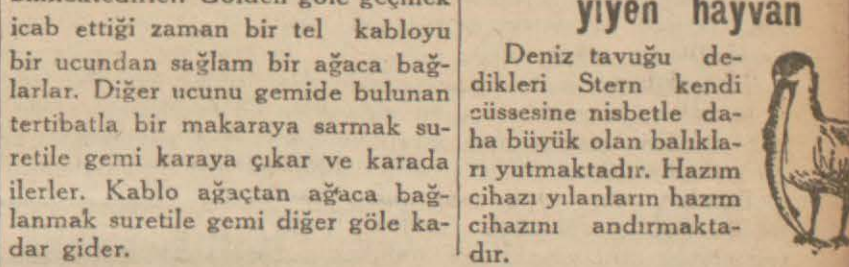 icab ettiği zaman bir tel kabloyu
bir ucundan sağlam bir ağaca bağ-
larlar. Diğer ucunu gemide bulunan
tertibatla bir makaraya sarmak su-
retile gemi karaya çıkar ve karada
ilerler. Kablo ağaçtan ağaca bağ-
lanmak suretile gemi diğer göle ka-
dar gider.
yiyen hayvan
Deniz tavuğu de-
dikleri Stern kendi
cüssesine nisbetle da-
ha büyük olan balıkla-
rı yutmaktadır. Hazım
cihazı yılanların hazım
cihazını andırmakta-
dır.